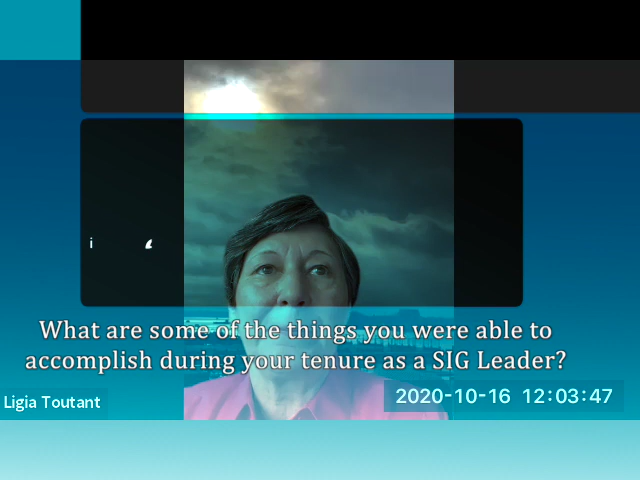 i
What are some of the things you were able to
accomplish during your tenure as a SIG Leader?
Ligia Toutant
2020-10-16 12:03:47